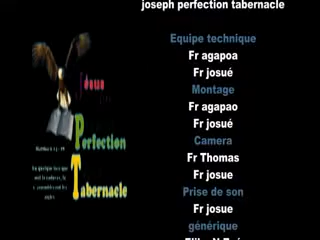 joseph perfection tabernacle
Equipe technique
Fr agapoa
Fr josué
Montage
Fr agapao
Fr josué
Camera
Fr Thomas
Fr josue
Prise de son
Fr josue
générique
Jésus
Perfection
Tabernacle